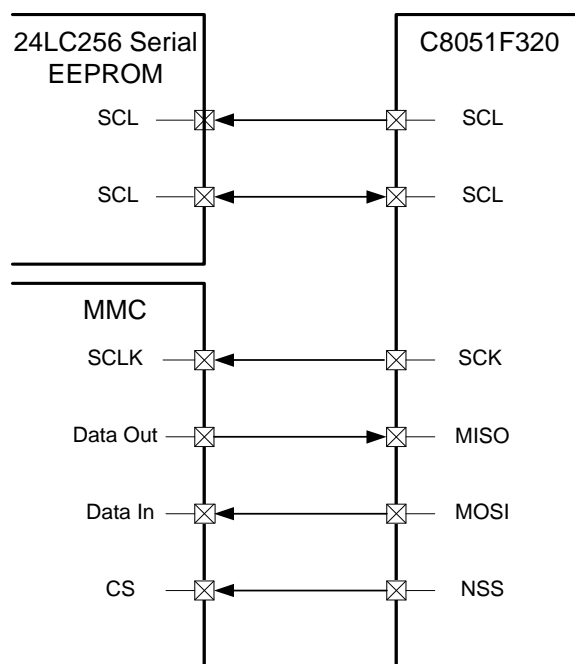 24LC256 Serial
EEPROM
C8051F320
SCL
SCL
SCL
SCL
MMC
SCLK
SCK
Data Out
MISO
Data In
MOSI
CS
NSS